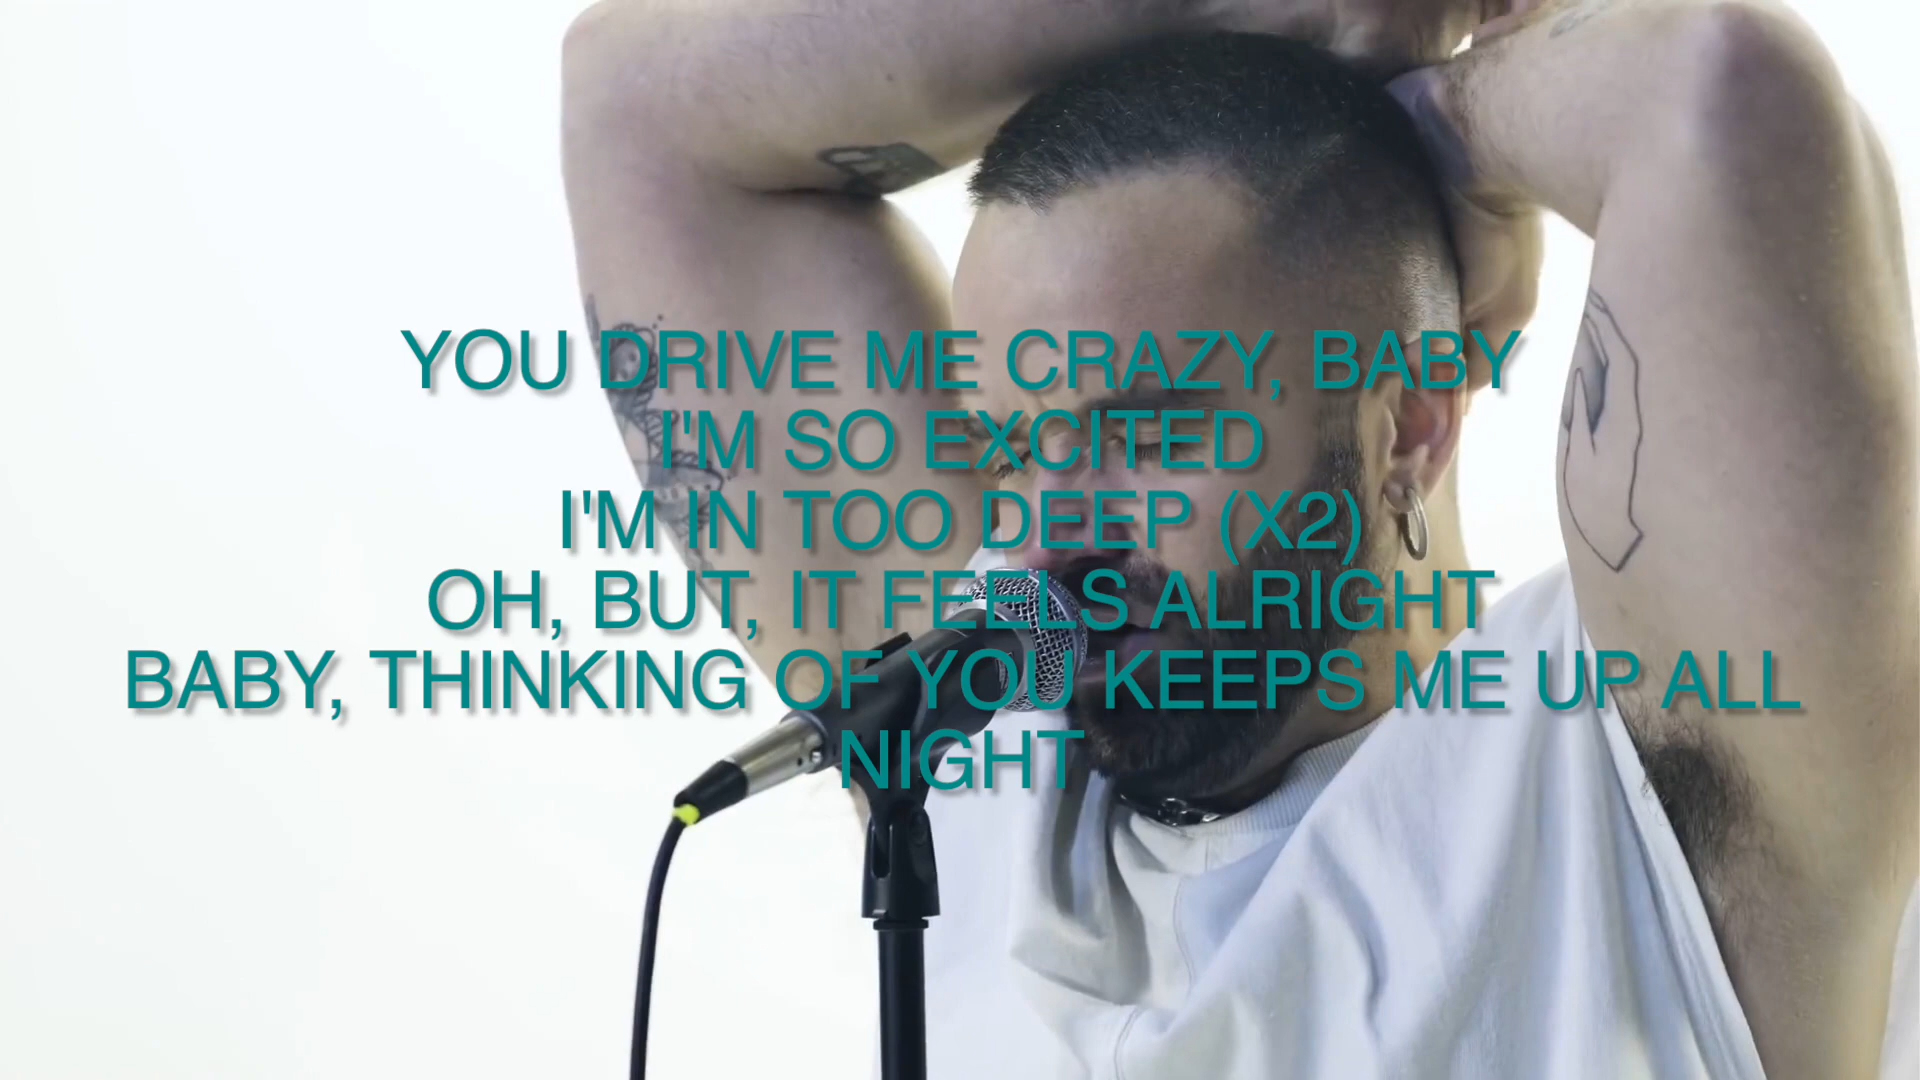 YOU DRIVE ME CRAZY, BABY
I'M SO EXCITED
I'M IN TOO DEEP (X2)
OH, BUT, IT FEELS ALRIGHT
BABY, THINKING OF YOU KEEPS ME UP ALL
NIGHT